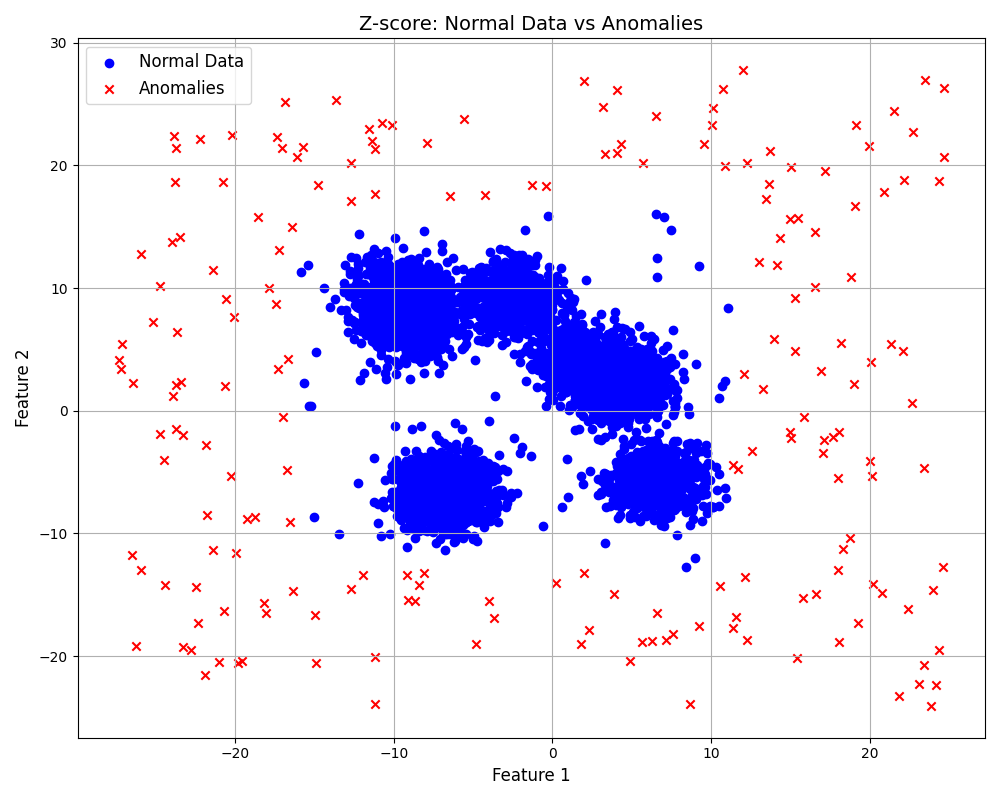 Z-score: Normal Data vs Anomalies
Normal Data
Anomalies
30
20
10
0
−10
−20
Feature 2
−20 −10 0 10 20
Feature 1